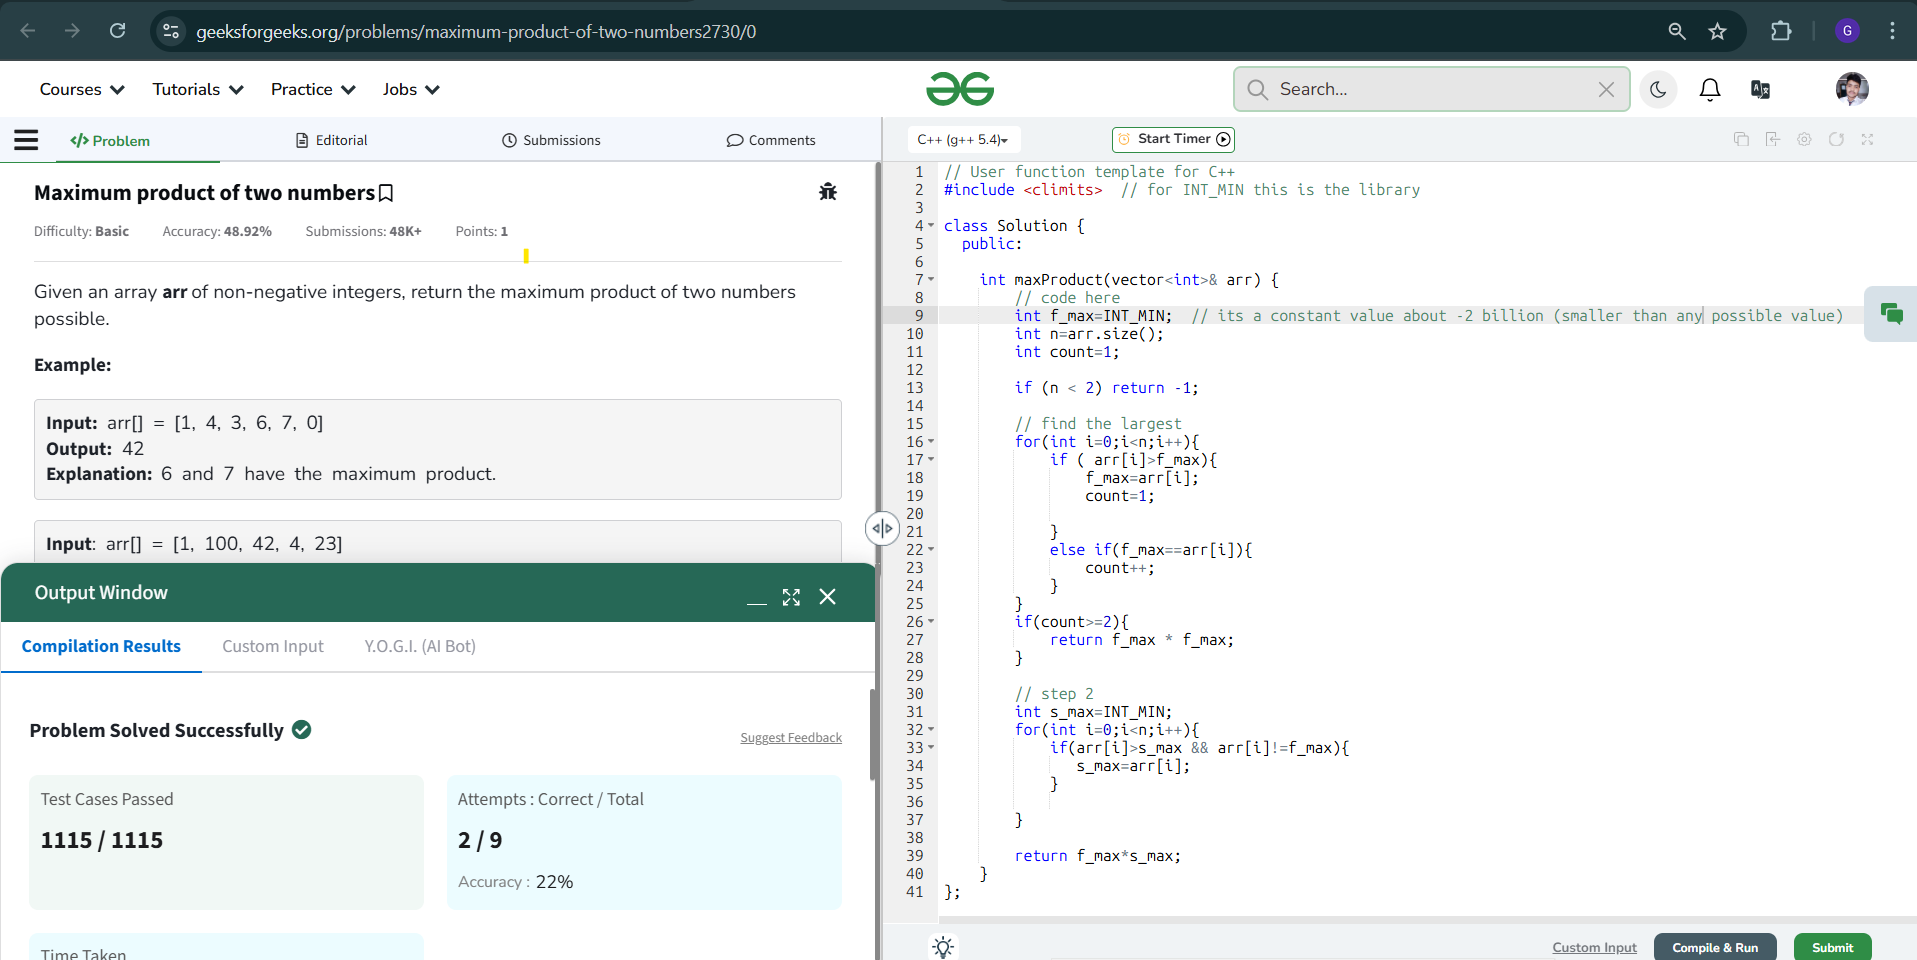 geeksforgeeks.org/problems/maximum-product-of-two-numbers2730/0
G
Courses Tutorials Practice Jobs
Search...
Problem Editorial Submissions Comments
C++ (g++ 5.4) Start Timer
Maximum product of two numbers
Difficulty: Basic Accuracy: 48.92% Submissions: 48K+ Points: 1
Given an array arr of non-negative integers, return the maximum product of two numbers
possible.
Example:
Input: arr[] = [1, 4, 3, 6, 7, 0]
Output: 42
Explanation: 6 and 7 have the maximum product.
Input: arr[] = [1, 100, 42, 4, 23]
Output Window
Compilation Results Custom Input Y.O.G.I. (AI Bot)
Problem Solved Successfully
Suggest Feedback
Test Cases Passed
1115 / 1115
Attempts : Correct / Total
2 / 9
Accuracy : 22%
Time Taken
1 // User function template for C++
2 #include <climits>  // for INT_MIN this is the library
3
4 class Solution {
5   public:
6
7     int maxProduct(vector<int>& arr) {
8         // code here
9         int f_max=INT_MIN;  // its a constant value about -2 billion (smaller than any possible value)
10         int n=arr.size();
11         int count=1;
12
13         if (n < 2) return -1;
14
15         // find the largest
16         for(int i=0;i<n;i++){
17             if ( arr[i]>f_max){
18                 f_max=arr[i];
19                 count=1;
20
21             }
22             else if(f_max==arr[i]){
23                 count++;
24             }
25         }
26         if(count>=2){
27             return f_max * f_max;
28         }
29
30         // step 2
31         int s_max=INT_MIN;
32         for(int i=0;i<n;i++){
33             if(arr[i]>s_max && arr[i]!=f_max){
34                s_max=arr[i];
35             }
36
37         }
38
39         return f_max*s_max;
40     }
41 };
Custom Input Compile & Run Submit